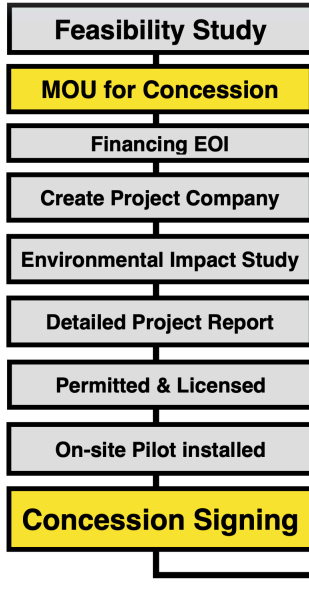 Feasibility Study
MOU for Concession
Financing EOI
Create Project Company
Environmental Impact Study
Detailed Project Report
Permitted & Licensed
On-site Pilot installed
Concession Signing